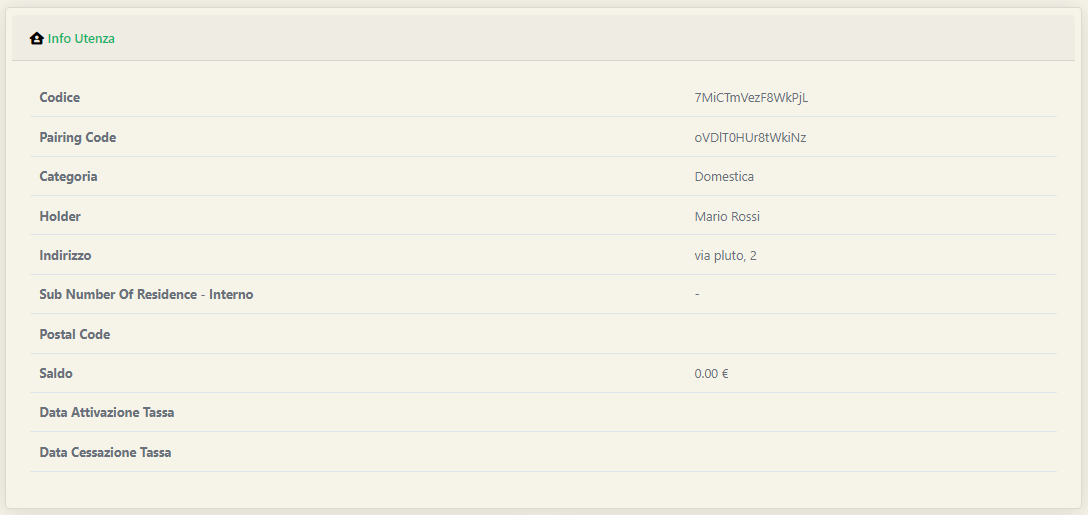 Info Utenza
Codice 7MiCTmVezF8WkPjL
Pairing Code oVDlT0HUr8tWkiNz
Categoria Domestica
Holder Mario Rossi
Indirizzo via pluto, 2
Sub Number Of Residence - Interno -
Postal Code
Saldo 0.00 €
Data Attivazione Tassa
Data Cessazione Tassa